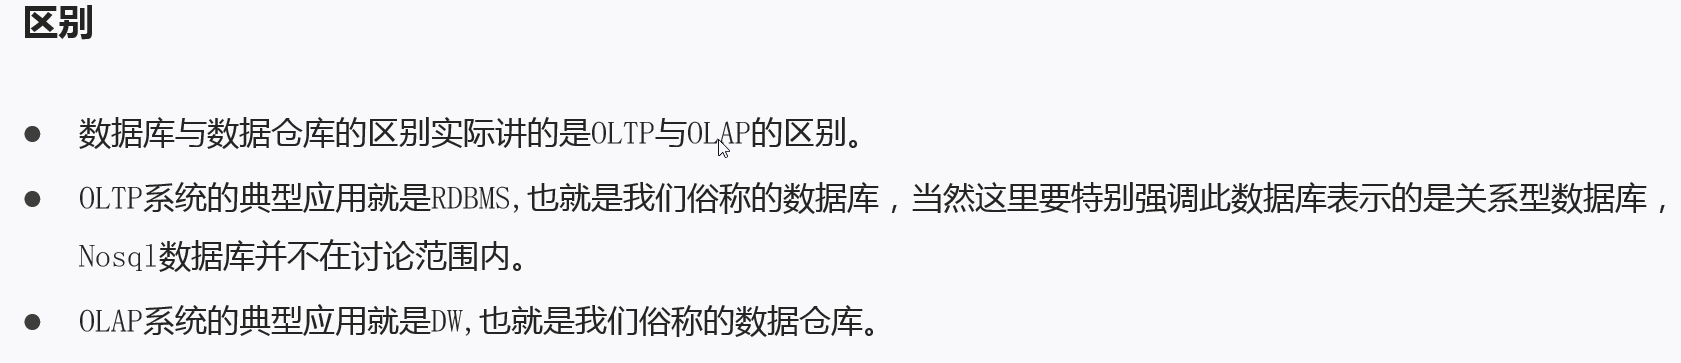 区别
● 数据库与数据仓库的区别实际讲的是OLTP与OLAP的区别。
● OLTP系统的典型应用就是RDBMS,也就是我们俗称的数据库，当然这里要特别强调此数据库表示的是关系型数据库，
Nosql数据库并不在讨论范围内。
● OLAP系统的典型应用就是DW,也就是我们俗称的数据仓库。